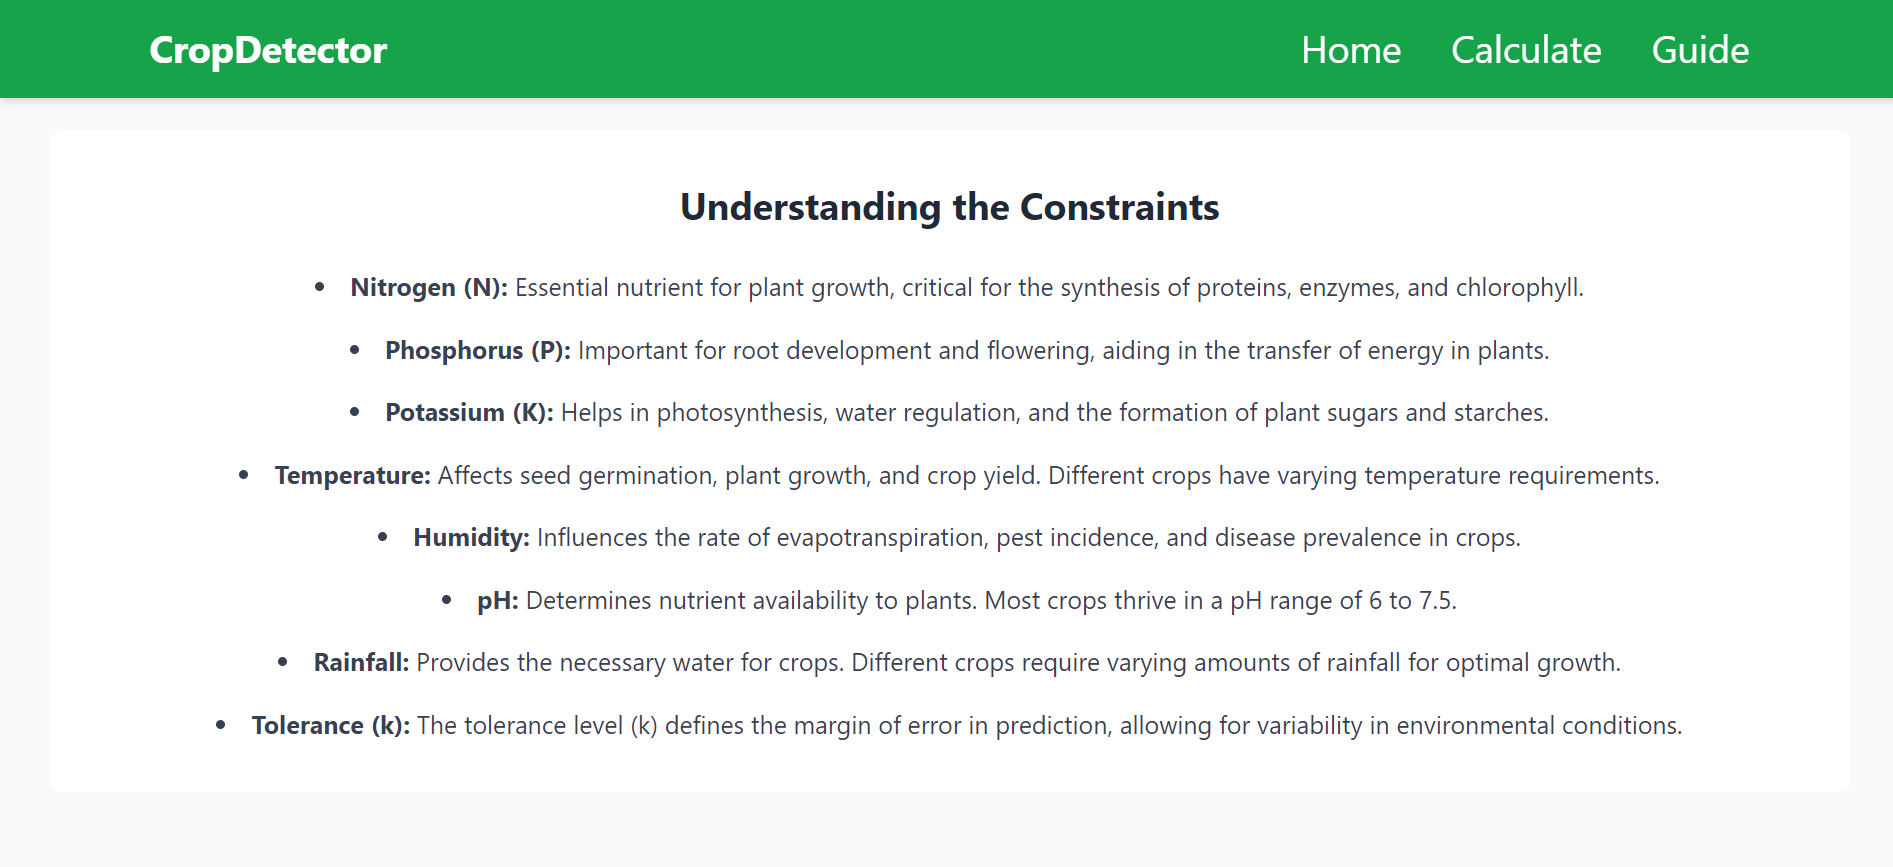 CropDetector
Home Calculate Guide
Understanding the Constraints
• Nitrogen (N): Essential nutrient for plant growth, critical for the synthesis of proteins, enzymes, and chlorophyll.
• Phosphorus (P): Important for root development and flowering, aiding in the transfer of energy in plants.
• Potassium (K): Helps in photosynthesis, water regulation, and the formation of plant sugars and starches.
• Temperature: Affects seed germination, plant growth, and crop yield. Different crops have varying temperature requirements.
• Humidity: Influences the rate of evapotranspiration, pest incidence, and disease prevalence in crops.
• pH: Determines nutrient availability to plants. Most crops thrive in a pH range of 6 to 7.5.
• Rainfall: Provides the necessary water for crops. Different crops require varying amounts of rainfall for optimal growth.
• Tolerance (k): The tolerance level (k) defines the margin of error in prediction, allowing for variability in environmental conditions.